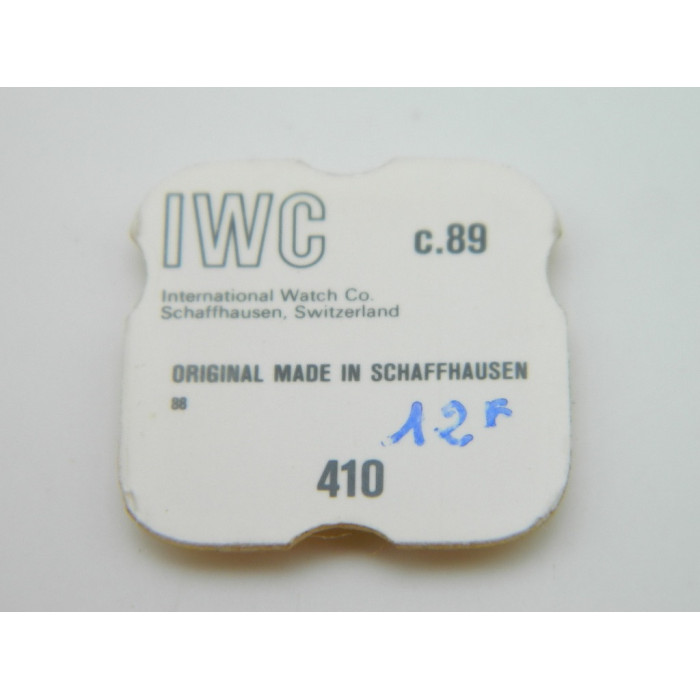 IWC c.89
International Watch Co.
Schaffhausen, Switzerland
ORIGINAL MADE IN SCHAFFHAUSEN
88
12F
410